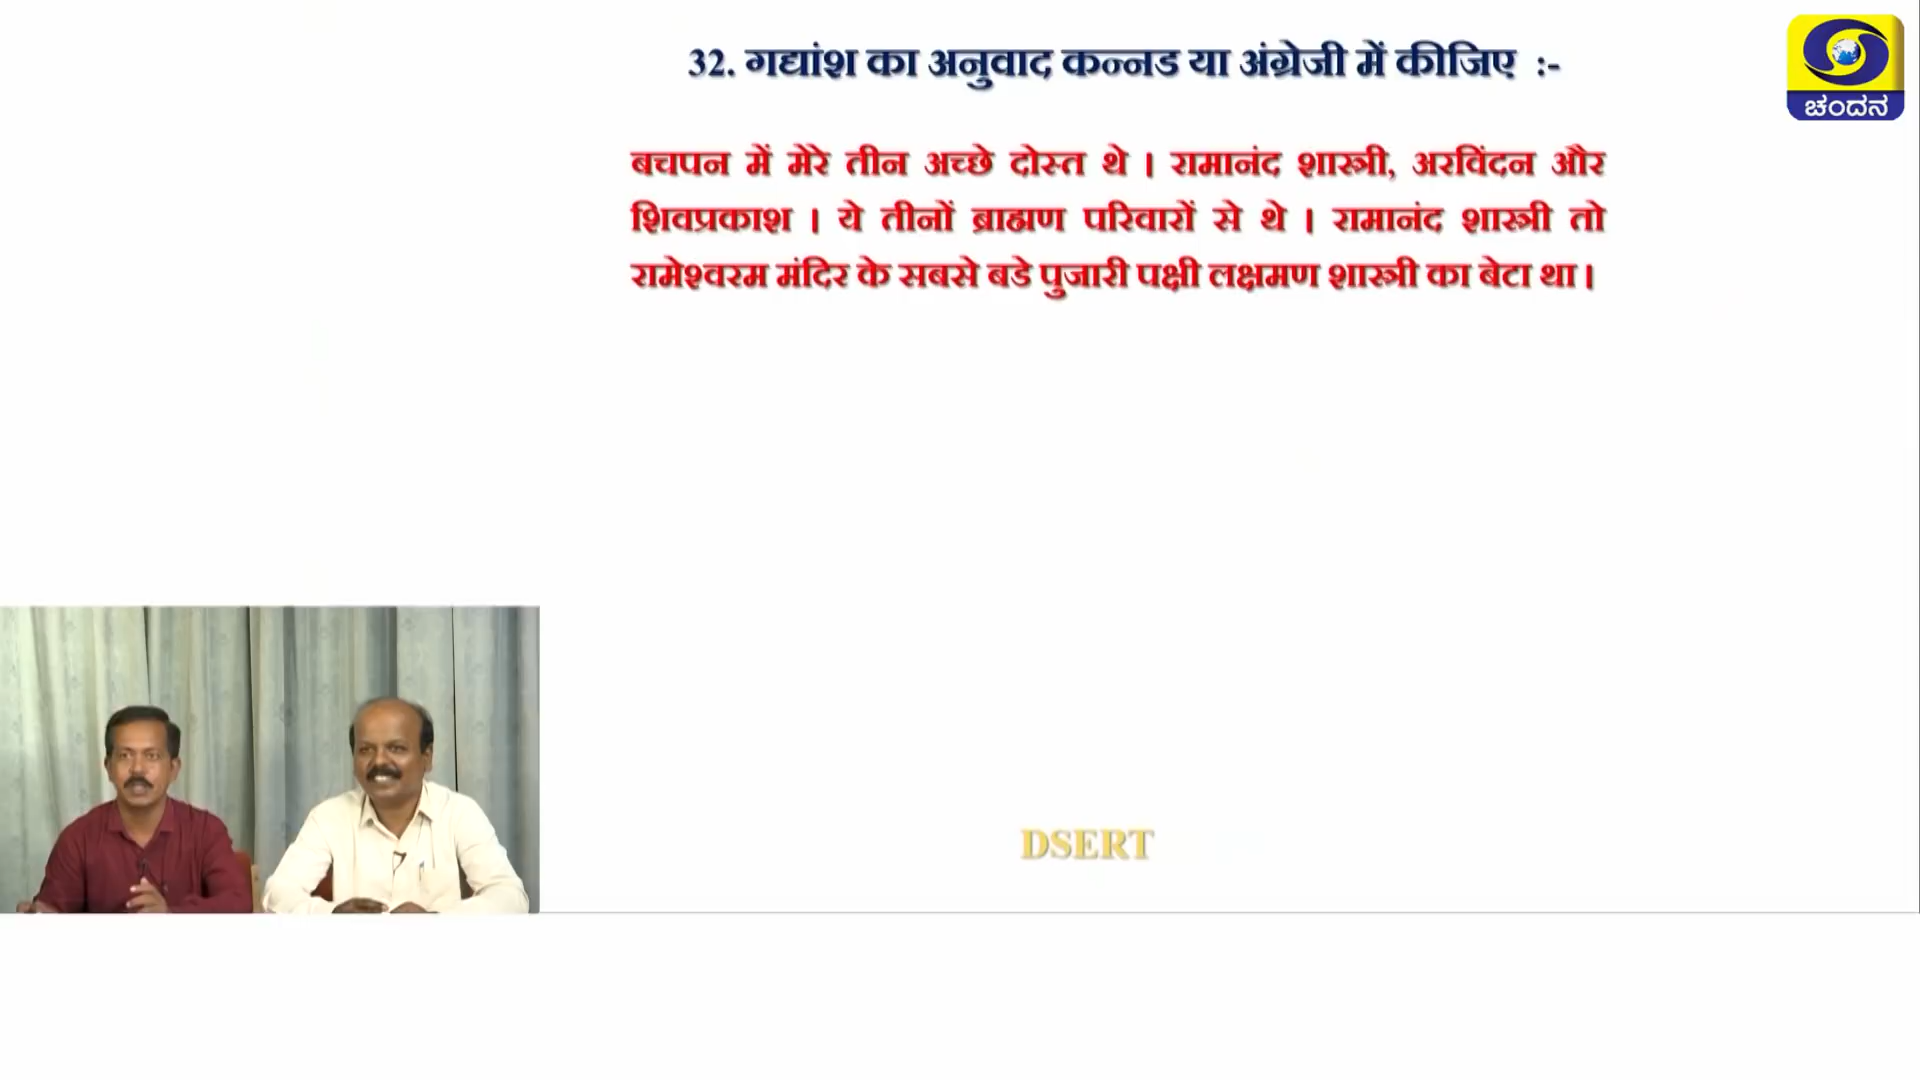 32. गद्यांश का अनुवाद कन्नड या अंग्रेजी में कीजिए :-
ಚಂದನ
बचपन में मेरे तीन अच्छे दोस्त थे । रामानंद शास्त्री, अरविंदन और
शिवप्रकाश । ये तीनों ब्राह्मण परिवारों से थे । रामानंद शास्त्री तो
रामेश्वरम मंदिर के सबसे बडे पुजारी पक्षी लक्षमण शास्त्री का बेटा था।
DSERT